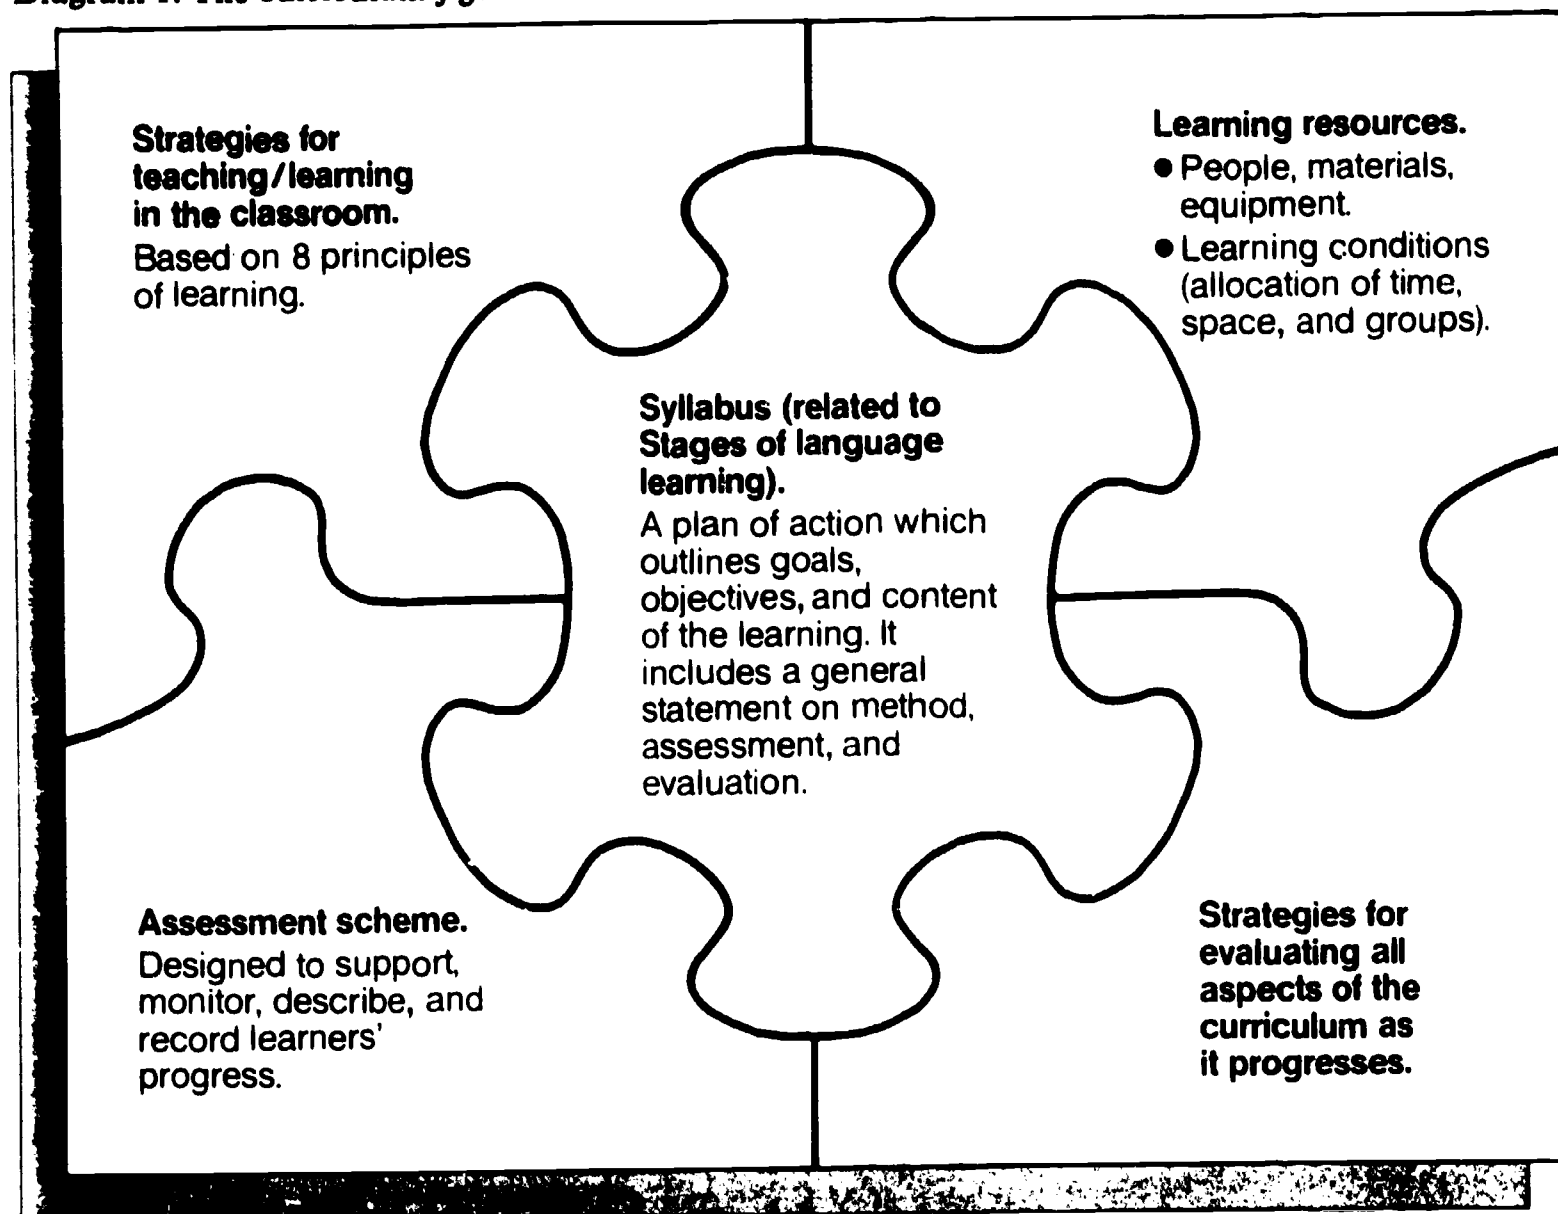 Strategies for
teaching/learning
in the classroom.
Based on 8 principles
of learning.
Learning resources.
● People, materials,
equipment.
● Learning conditions
(allocation of time,
space, and groups).
Syllabus (related to
Stages of language
learning).
A plan of action which
outlines goals,
objectives, and content
of the learning. It
includes a general
statement on method,
assessment, and
evaluation.
Assessment scheme.
Designed to support,
monitor, describe, and
record learners'
progress.
Strategies for
evaluating all
aspects of the
curriculum as
it progresses.